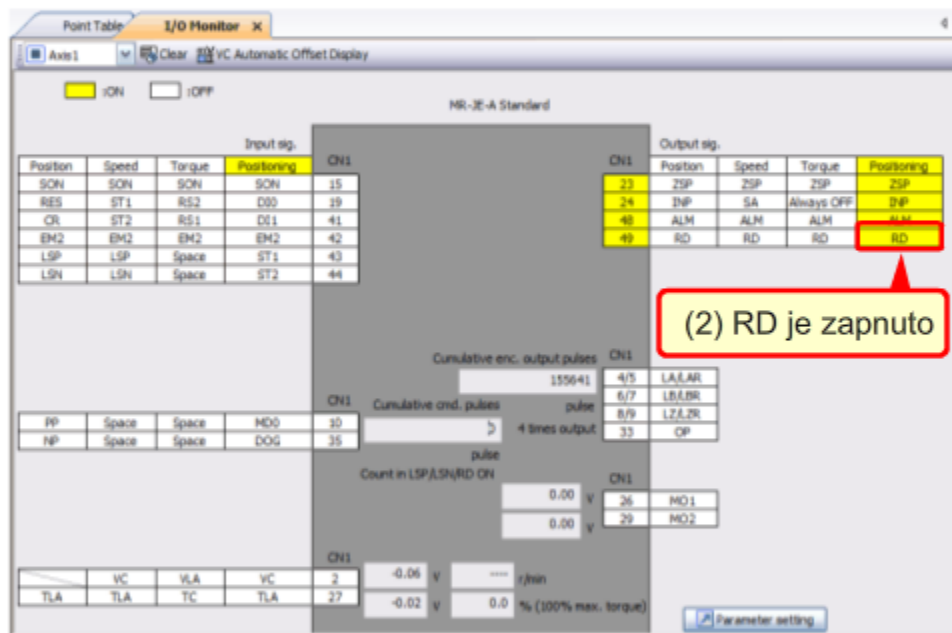 Point Table I/O Monitor X
Axis1 Clear VC Automatic Offset Display
:ON :OFF
MR-JE-A Standard
Input sig. Output sig.
Position Speed Torque Positioning CN1 CN1 Position Speed Torque Positioning
SON SON SON SON 15 23 ZSP ZSP ZSP ZSP
RES ST1 RS2 DI0 19 24 INP SA Always OFF INP
CR ST2 RS1 DI1 41 48 ALM ALM ALM ALM
EM2 EM2 EM2 EM2 42 49 RD RD RD RD
LSP LSP Space ST1 43
LSN LSN Space ST2 44
(2) RD je zapnuto
Cumulative enc. output pulses CN1
155641 4/5 LA/LAR
CN1 Cumulative cmd. pulses pulse 6/7 LB/LBR
4 times output 8/9 LZ/LZR
PP Space Space MD0 10 33 OP
NP Space Space DOG 35
pulse
Count in LSP/LSN/RD ON CN1
0.00 V 26 MO1
0.00 V 29 MO2
CN1
VC VLA VC 2 -0.06 V ---- r/min
TLA TLA TC TLA 27 -0.02 V 0.0 % (100% max. torque)
Parameter setting